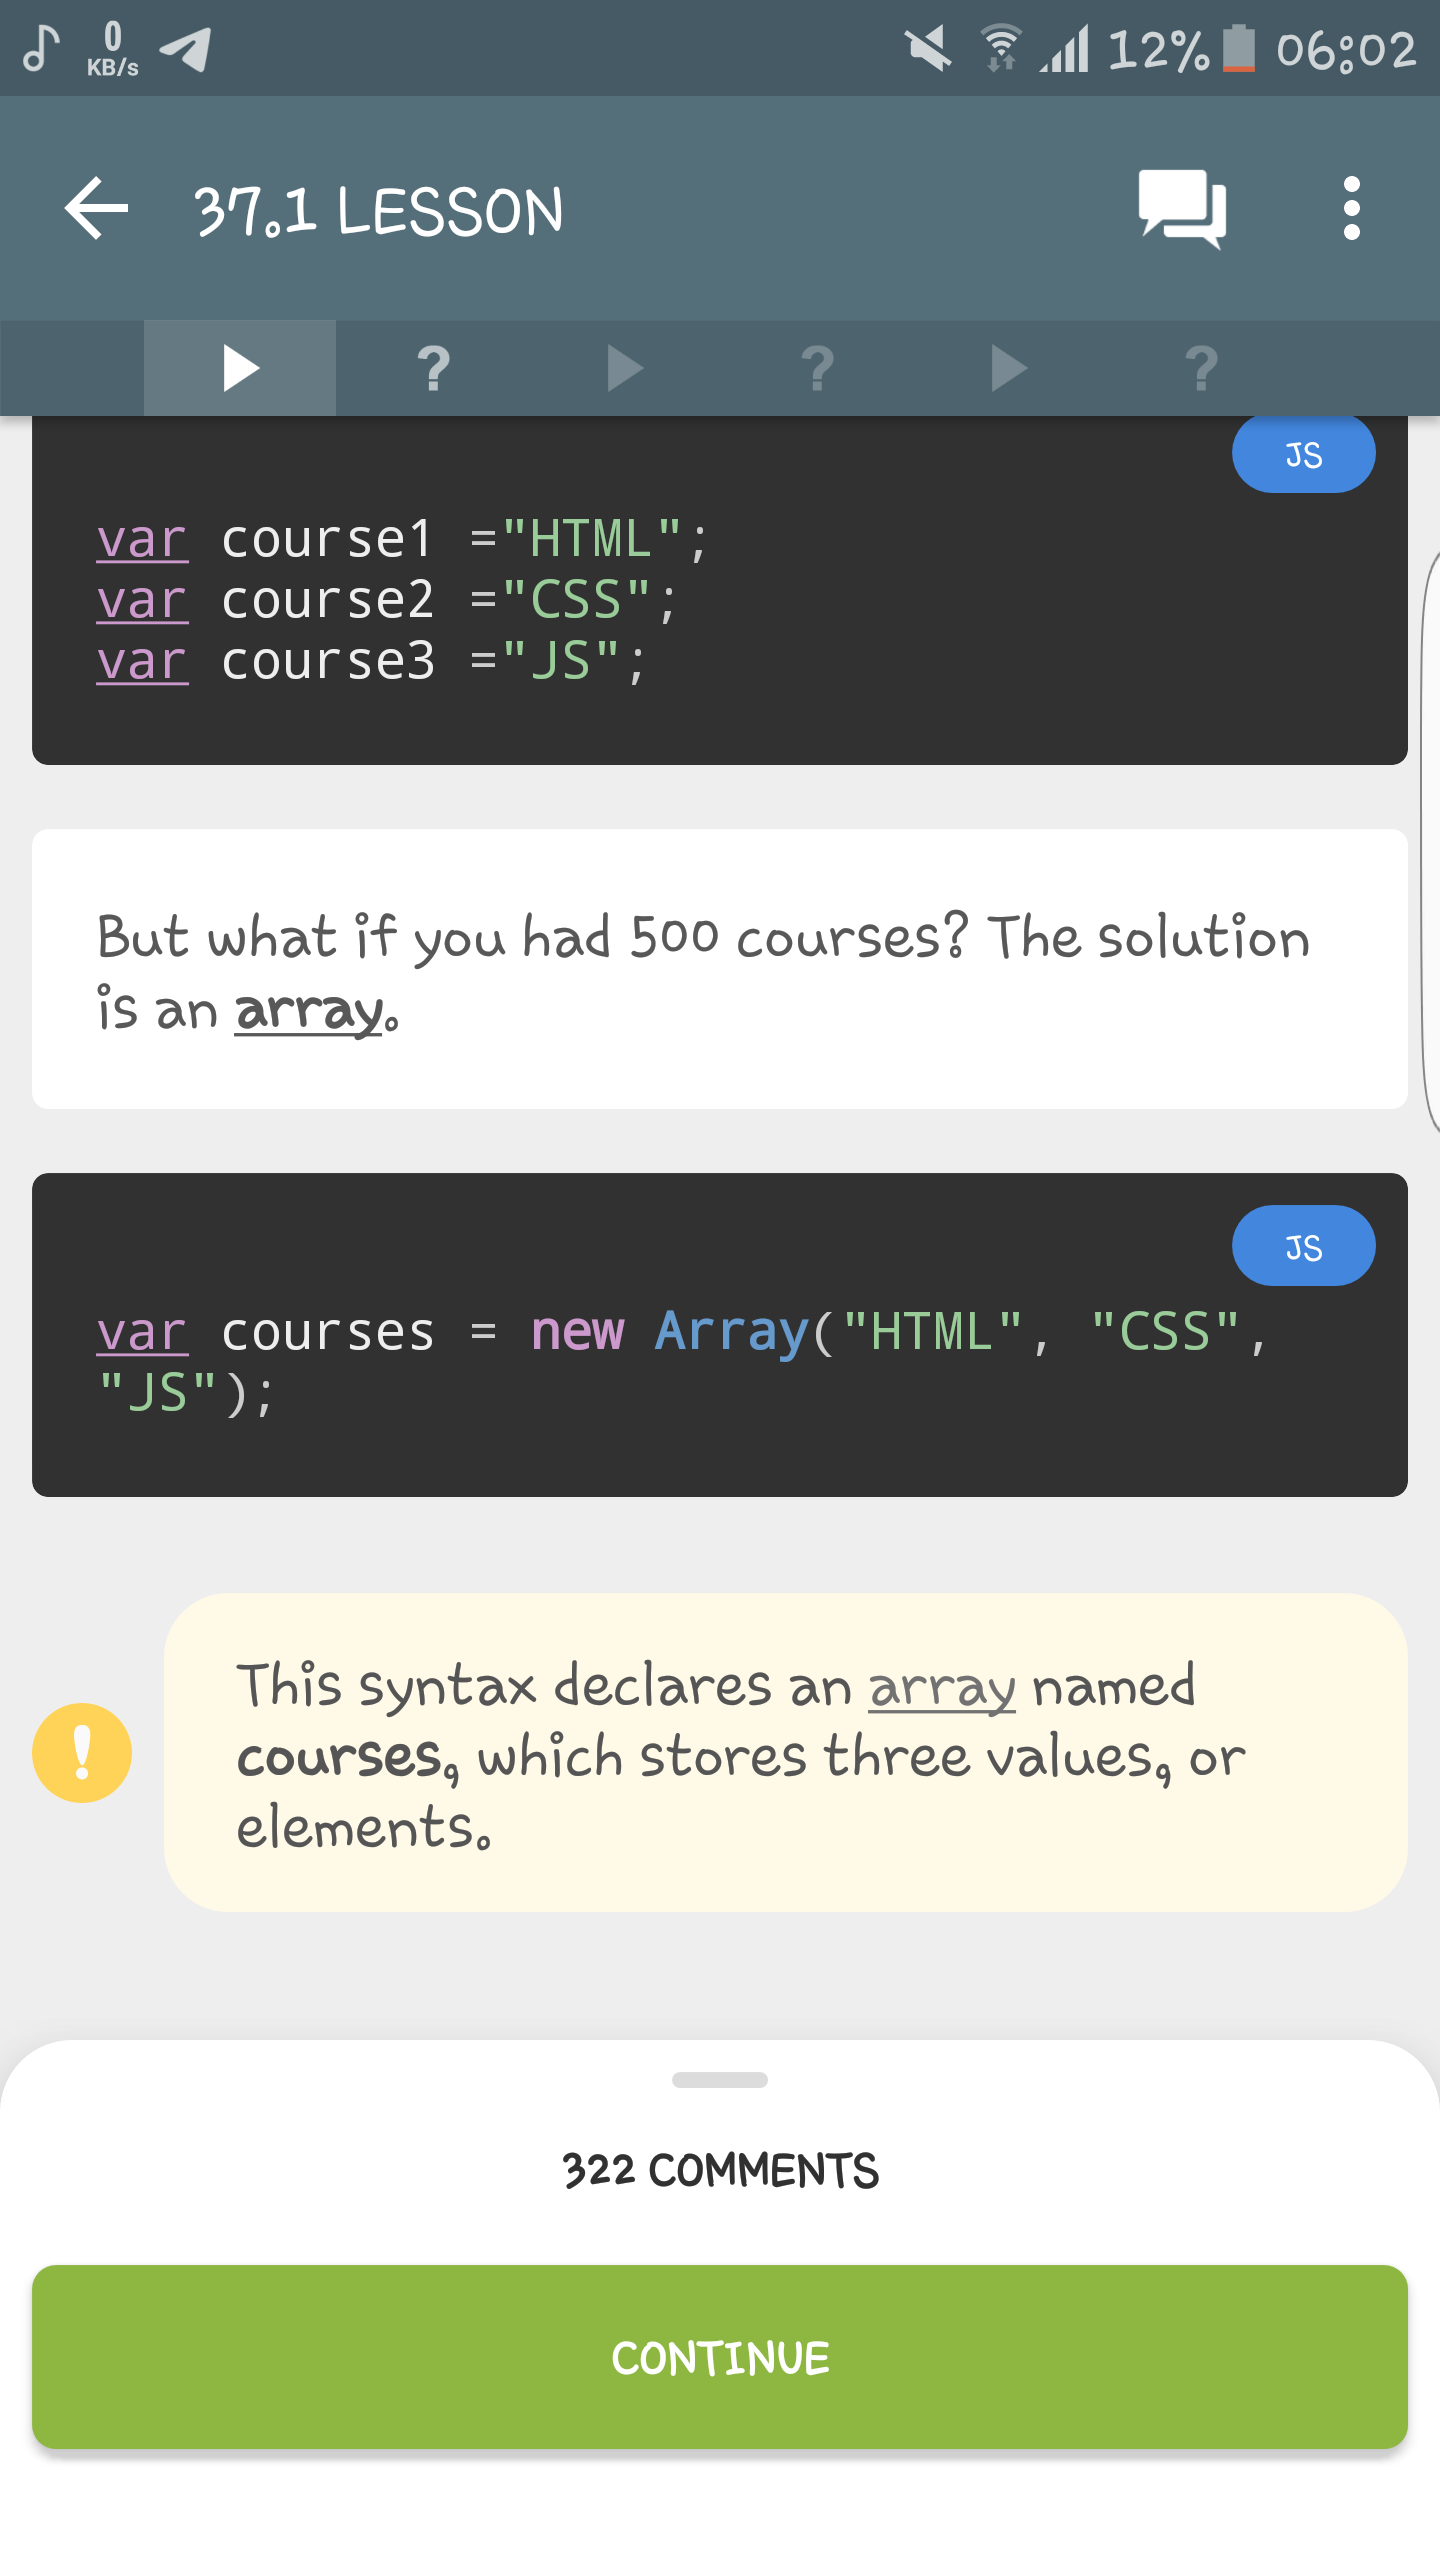 0
KB/s
12% 06:02
37.1 LESSON
? ? ?
JS
var course1 ="HTML";
var course2 ="CSS";
var course3 ="JS";
But what if you had 500 courses? The solution
is an array.
JS
var courses = new Array("HTML", "CSS",
"JS");
!
This syntax declares an array named
courses, which stores three values, or
elements.
322 COMMENTS
CONTINUE